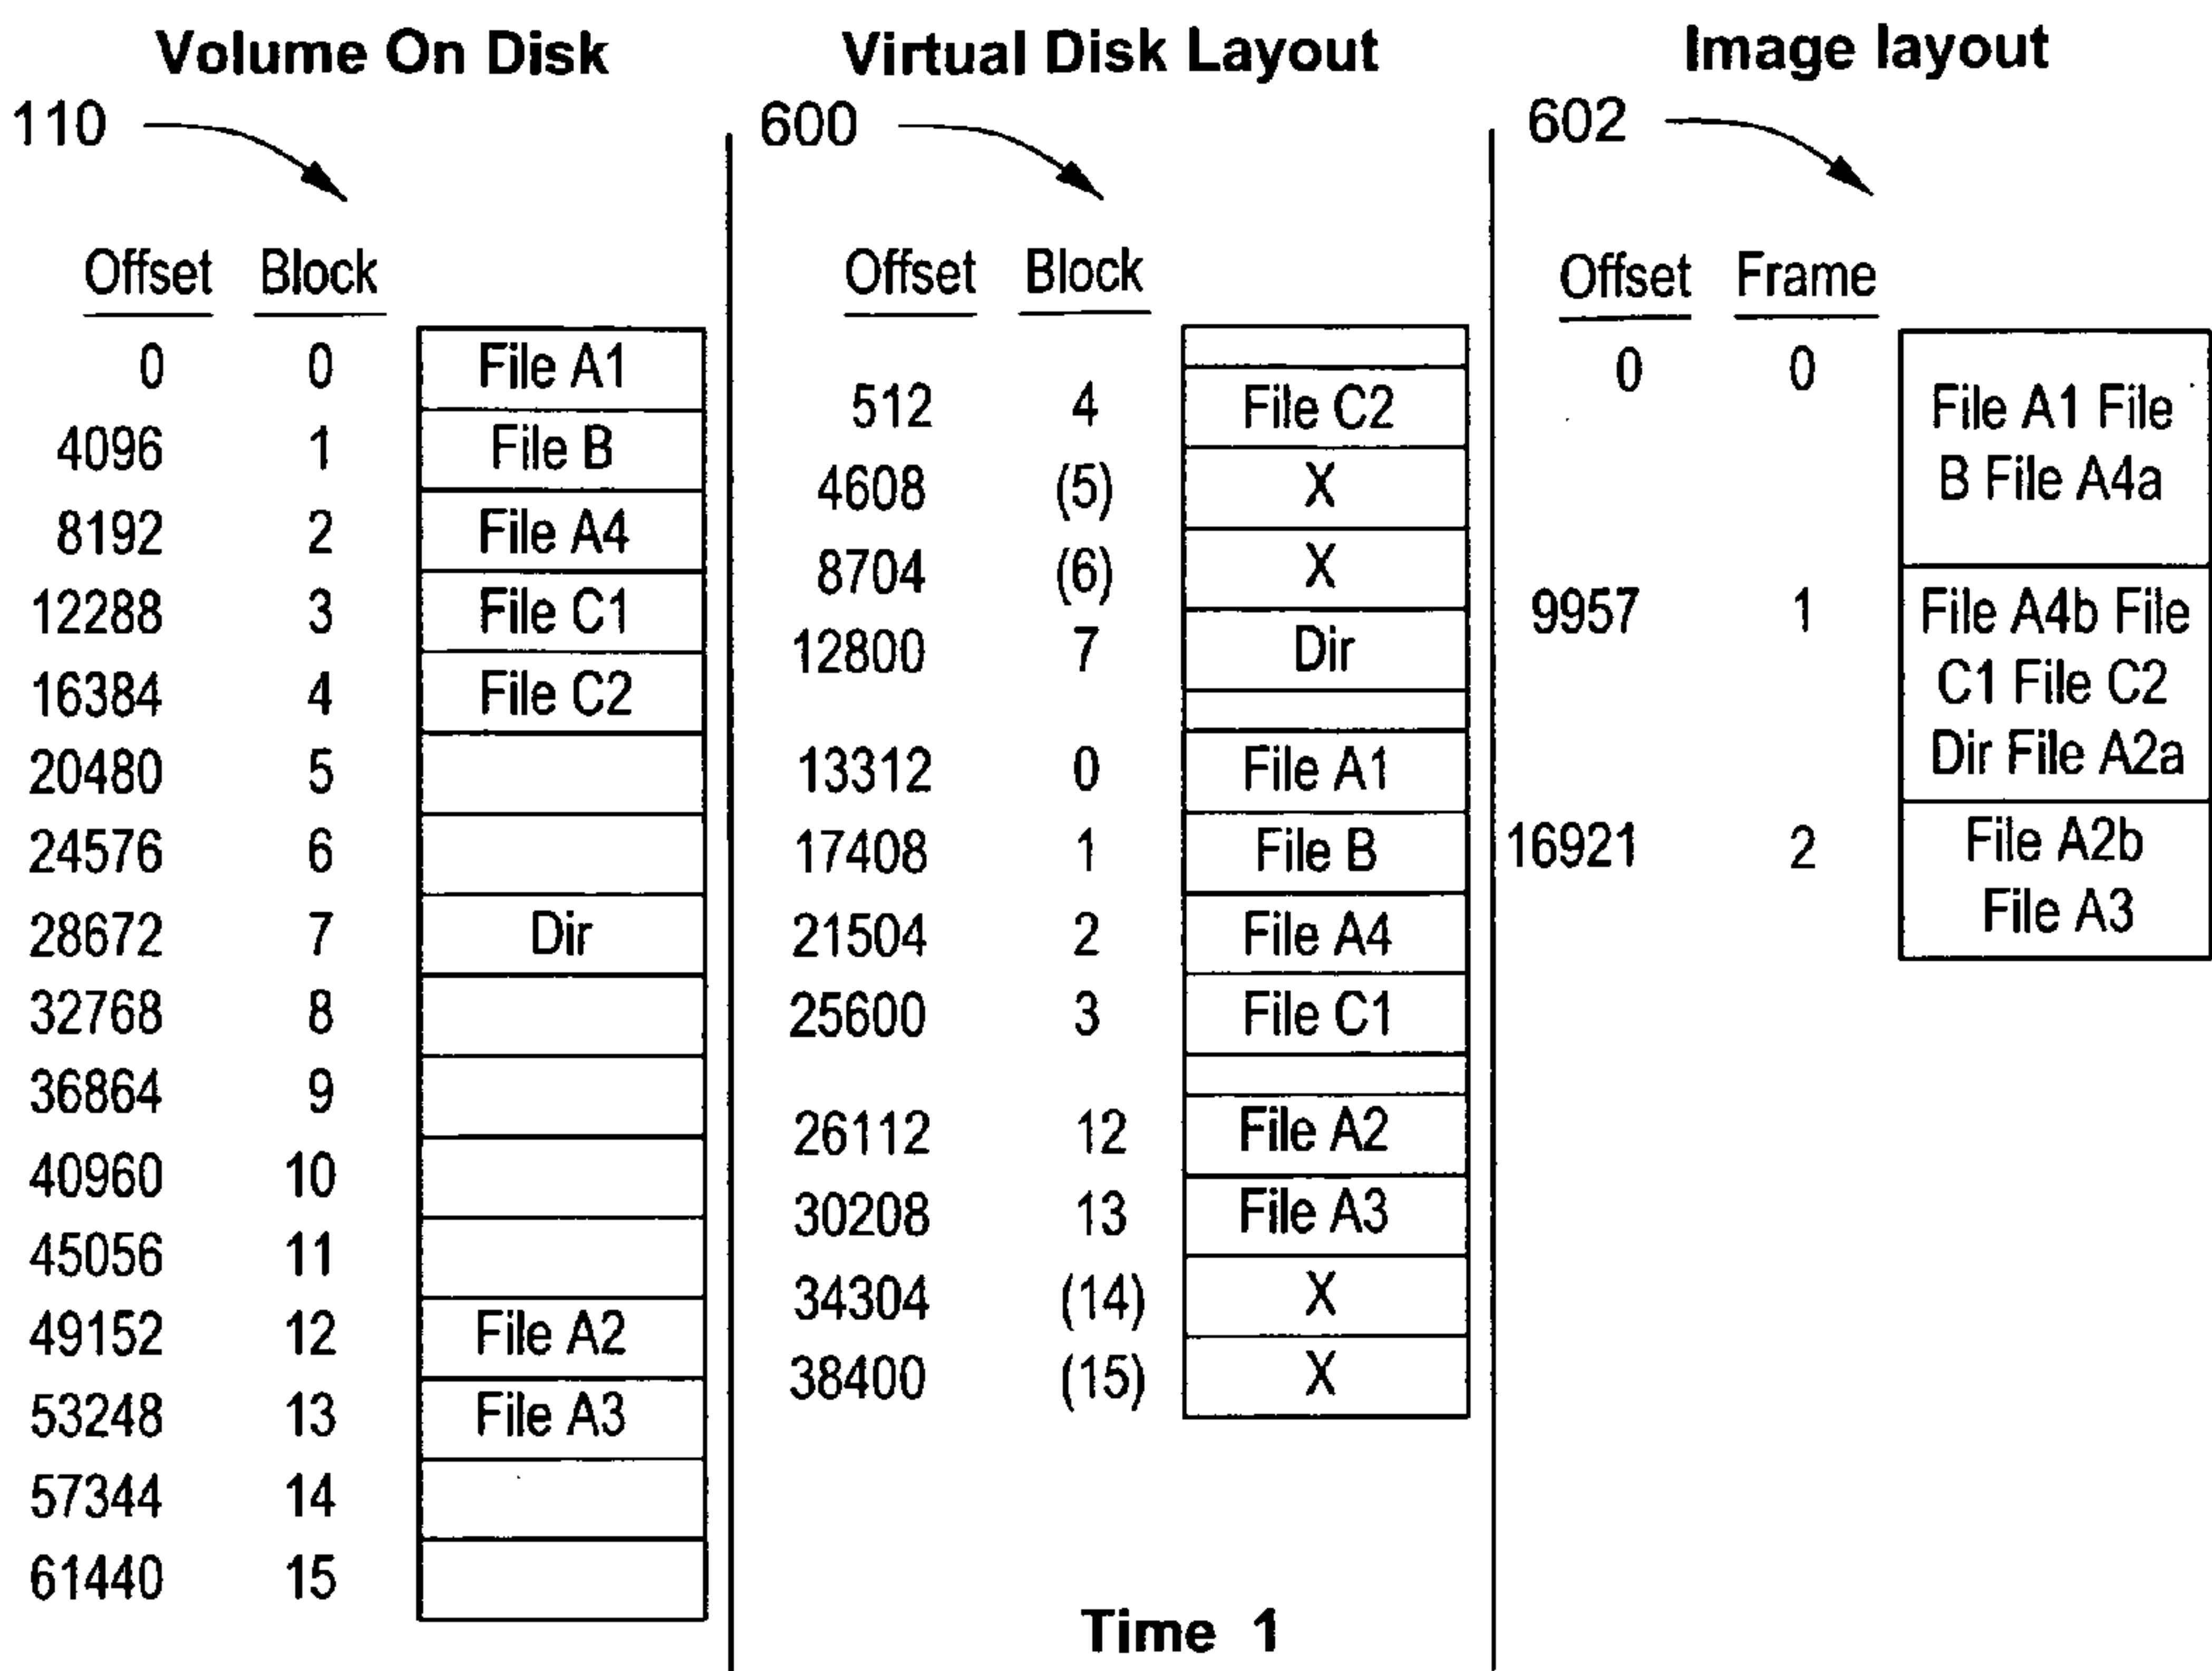 Volume On Disk
110
Offset Block
0 0 File A1
4096 1 File B
8192 2 File A4
12288 3 File C1
16384 4 File C2
20480 5
24576 6
28672 7 Dir
32768 8
36864 9
40960 10
45056 11
49152 12 File A2
53248 13 File A3
57344 14
61440 15
Virtual Disk Layout
600
Offset Block
512 4 File C2
4608 (5) X
8704 (6) X
12800 7 Dir
13312 0 File A1
17408 1 File B
21504 2 File A4
25600 3 File C1
26112 12 File A2
30208 13 File A3
34304 (14) X
38400 (15) X
Time 1
Image layout
602
Offset Frame
0 0
File A1 File
B File A4a
9957 1 File A4b File
C1 File C2
Dir File A2a
16921 2 File A2b
File A3